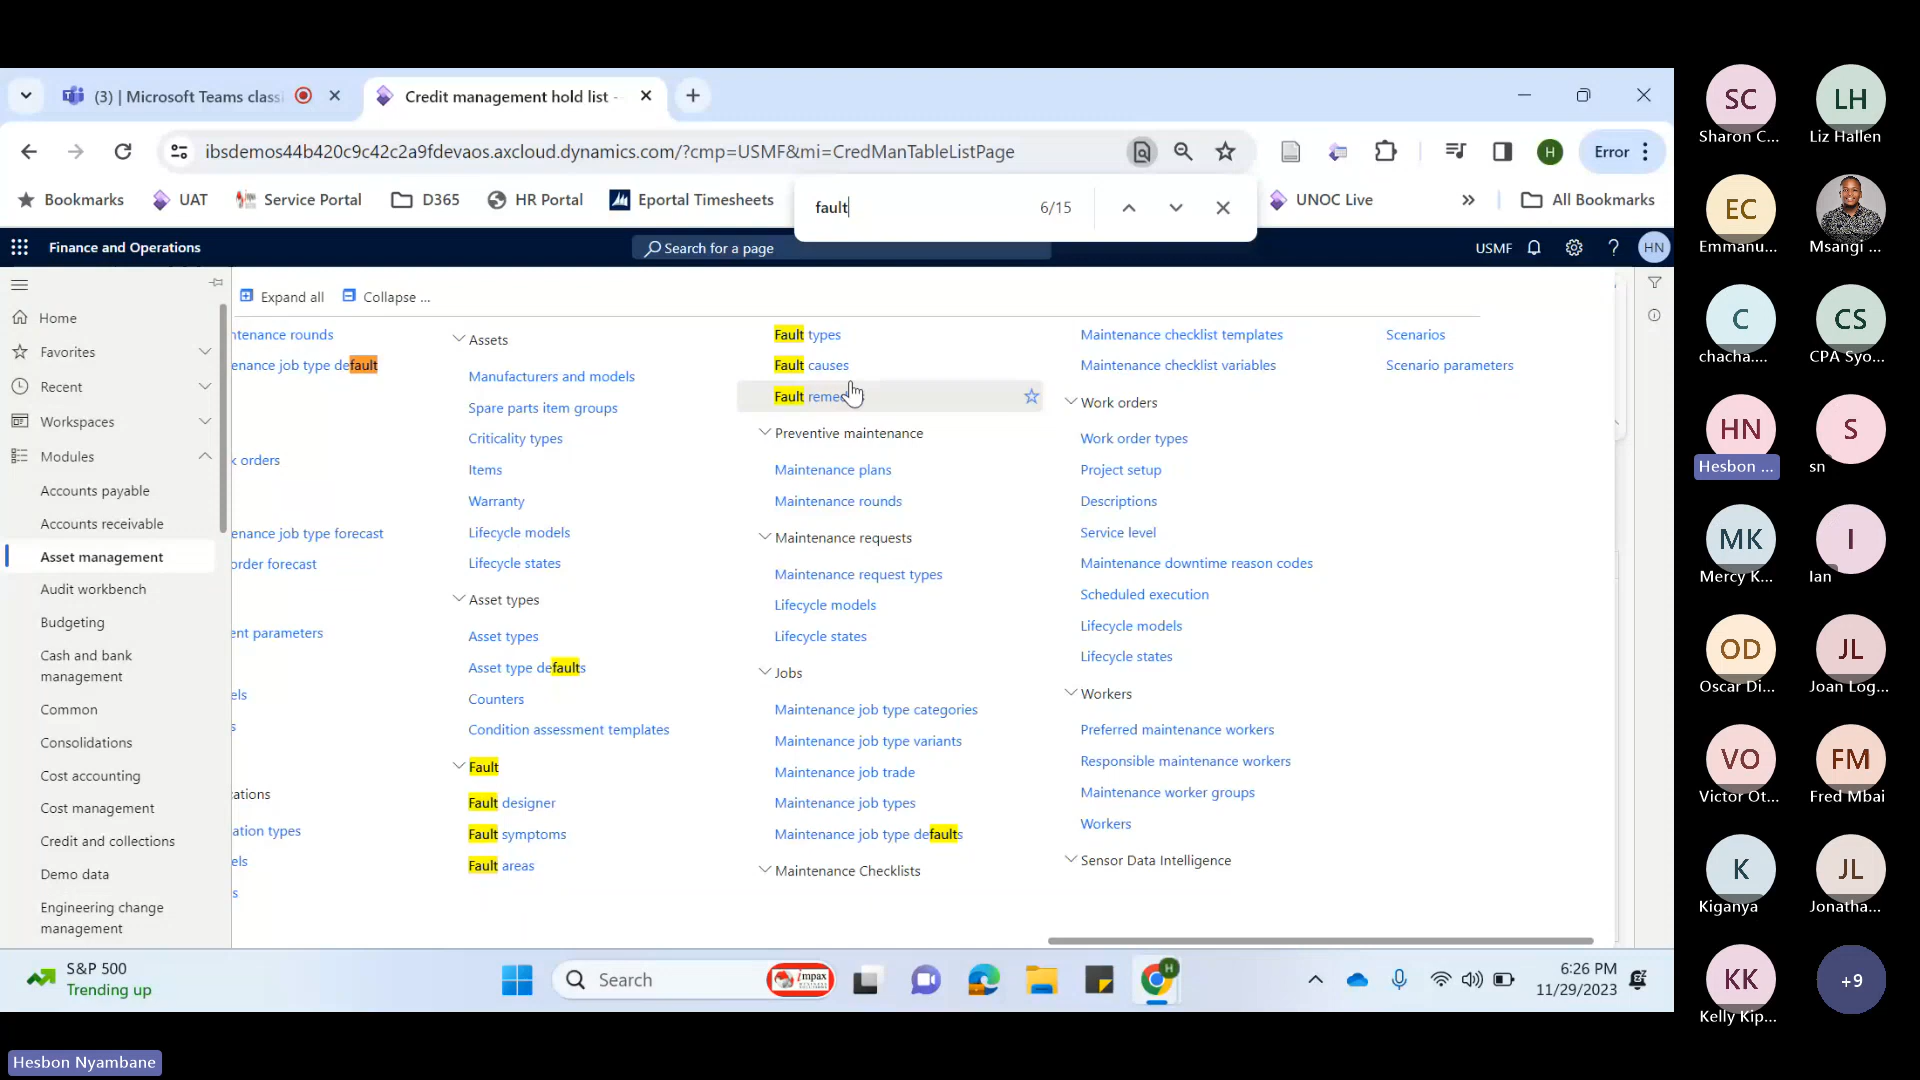 (3) | Microsoft Teams classi
Credit management hold list -
ibsdemos44b420c9c42c2a9fdevaos.axcloud.dynamics.com/?cmp=USMF&mi=CredManTableListPage
H
Error
Bookmarks
UAT
Service Portal
D365
HR Portal
Eportal Timesheets
fault
6/15
UNOC Live
»
All Bookmarks
Finance and Operations
Search for a page
USMF
?
HN
Expand all
Collapse ...
Home
Favorites
Recent
Workspaces
Modules
Accounts payable
Accounts receivable
Asset management
Audit workbench
Budgeting
Cash and bank
management
Common
Consolidations
Cost accounting
Cost management
Credit and collections
Demo data
Engineering change
management
ntenance rounds
enance job type default
k orders
enance job type forecast
order forecast
ent parameters
els
s
ations
ation types
els
s
Assets
Manufacturers and models
Spare parts item groups
Criticality types
Items
Warranty
Lifecycle models
Lifecycle states
Asset types
Asset types
Asset type defaults
Counters
Condition assessment templates
Fault
Fault designer
Fault symptoms
Fault areas
Fault types
Fault causes
Fault reme
Preventive maintenance
Maintenance plans
Maintenance rounds
Maintenance requests
Maintenance request types
Lifecycle models
Lifecycle states
Jobs
Maintenance job type categories
Maintenance job type variants
Maintenance job trade
Maintenance job types
Maintenance job type defaults
Maintenance Checklists
Maintenance checklist templates
Maintenance checklist variables
Work orders
Work order types
Project setup
Descriptions
Service level
Maintenance downtime reason codes
Scheduled execution
Lifecycle models
Lifecycle states
Workers
Preferred maintenance workers
Responsible maintenance workers
Maintenance worker groups
Workers
Sensor Data Intelligence
Scenarios
Scenario parameters
S&P 500
Trending up
Search
impax
H
6:26 PM
11/29/2023
Hesbon Nyambane
SC
Sharon C...
LH
Liz Hallen
EC
Emmanu...
Msangi ...
C
chacha....
CS
CPA Syo...
HN
Hesbon ...
S
sn
MK
Mercy K...
I
Ian
OD
Oscar Di...
JL
Joan Log...
VO
Victor Ot...
FM
Fred Mbai
K
Kiganya
JL
Jonatha...
KK
Kelly Kip...
+9